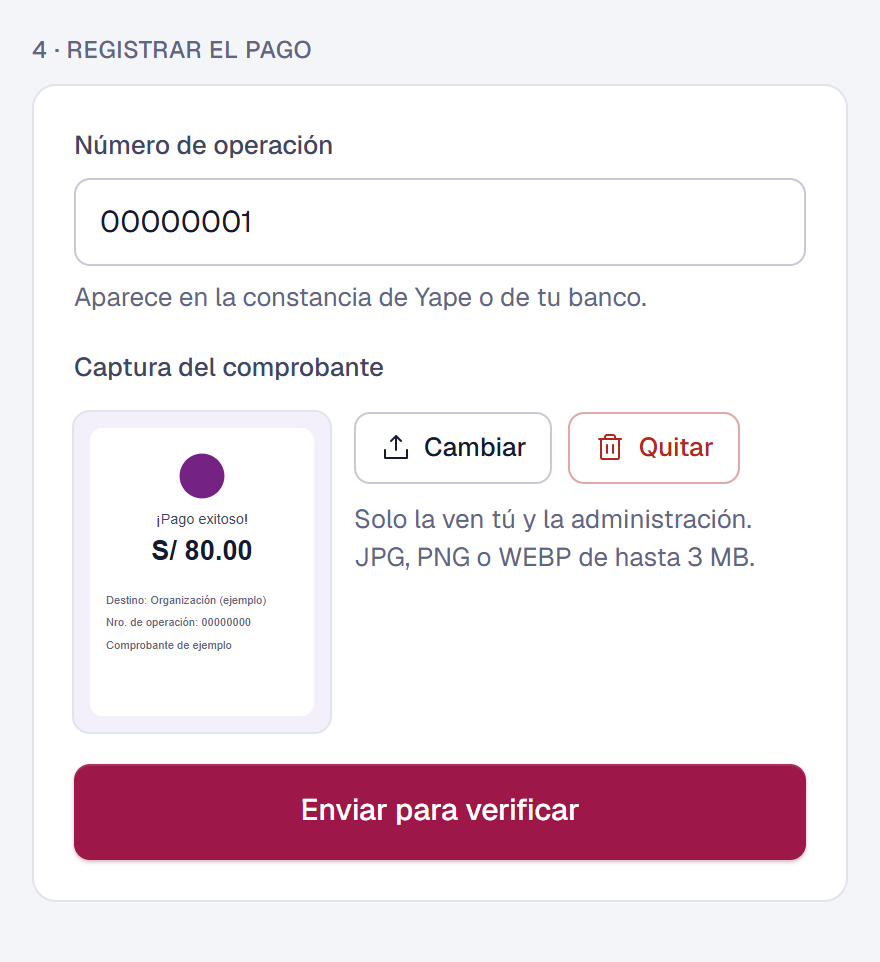 4 · REGISTRAR EL PAGO
Número de operación
00000001
Aparece en la constancia de Yape o de tu banco.
Captura del comprobante
¡Pago exitoso!
S/ 80.00
Destino: Organización (ejemplo)
Nro. de operación: 00000000
Comprobante de ejemplo
Cambiar
Quitar
Solo la ven tú y la administración.
JPG, PNG o WEBP de hasta 3 MB.
Enviar para verificar